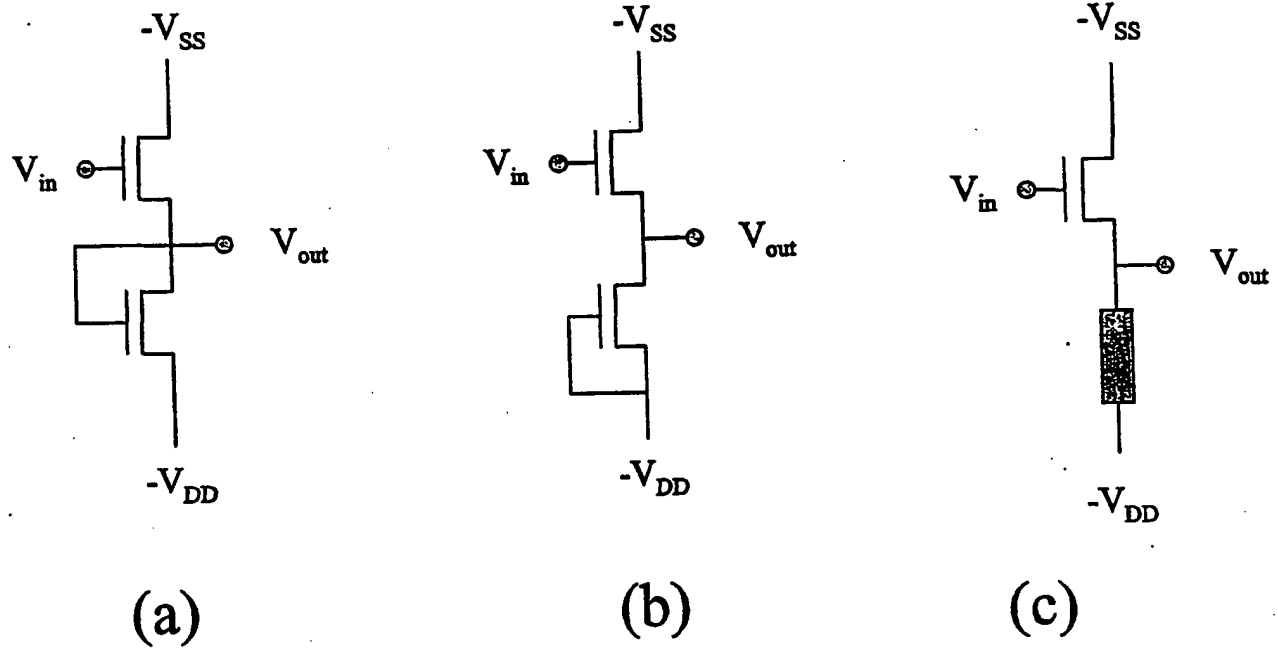 -V_SS
V_in
V_out
-V_DD
(a)
-V_SS
V_in
V_out
-V_DD
(b)
-V_SS
V_in
V_out
-V_DD
(c)